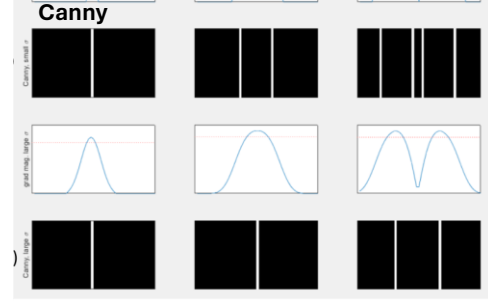 Canny
Canny, small σ
grad mag, large σ
Canny, large σ
)